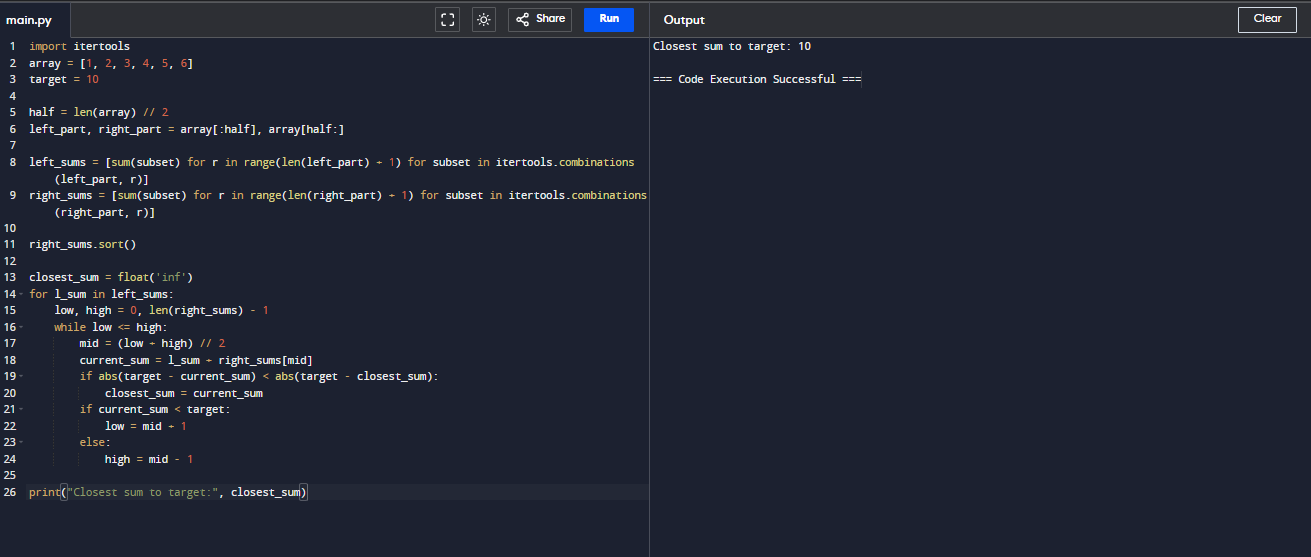 main.py Share Run Output Clear
1 import itertools
2 array = [1, 2, 3, 4, 5, 6]
3 target = 10
4
5 half = len(array) // 2
6 left_part, right_part = array[:half], array[half:]
7
8 left_sums = [sum(subset) for r in range(len(left_part) + 1) for subset in itertools.combinations
(left_part, r)]
9 right_sums = [sum(subset) for r in range(len(right_part) + 1) for subset in itertools.combinations
(right_part, r)]
10
11 right_sums.sort()
12
13 closest_sum = float('inf')
14 for l_sum in left_sums:
15 low, high = 0, len(right_sums) - 1
16 while low <= high:
17 mid = (low + high) // 2
18 current_sum = l_sum + right_sums[mid]
19 if abs(target - current_sum) < abs(target - closest_sum):
20 closest_sum = current_sum
21 if current_sum < target:
22 low = mid + 1
23 else:
24 high = mid - 1
25
26 print("Closest sum to target:", closest_sum)
Closest sum to target: 10
=== Code Execution Successful ===